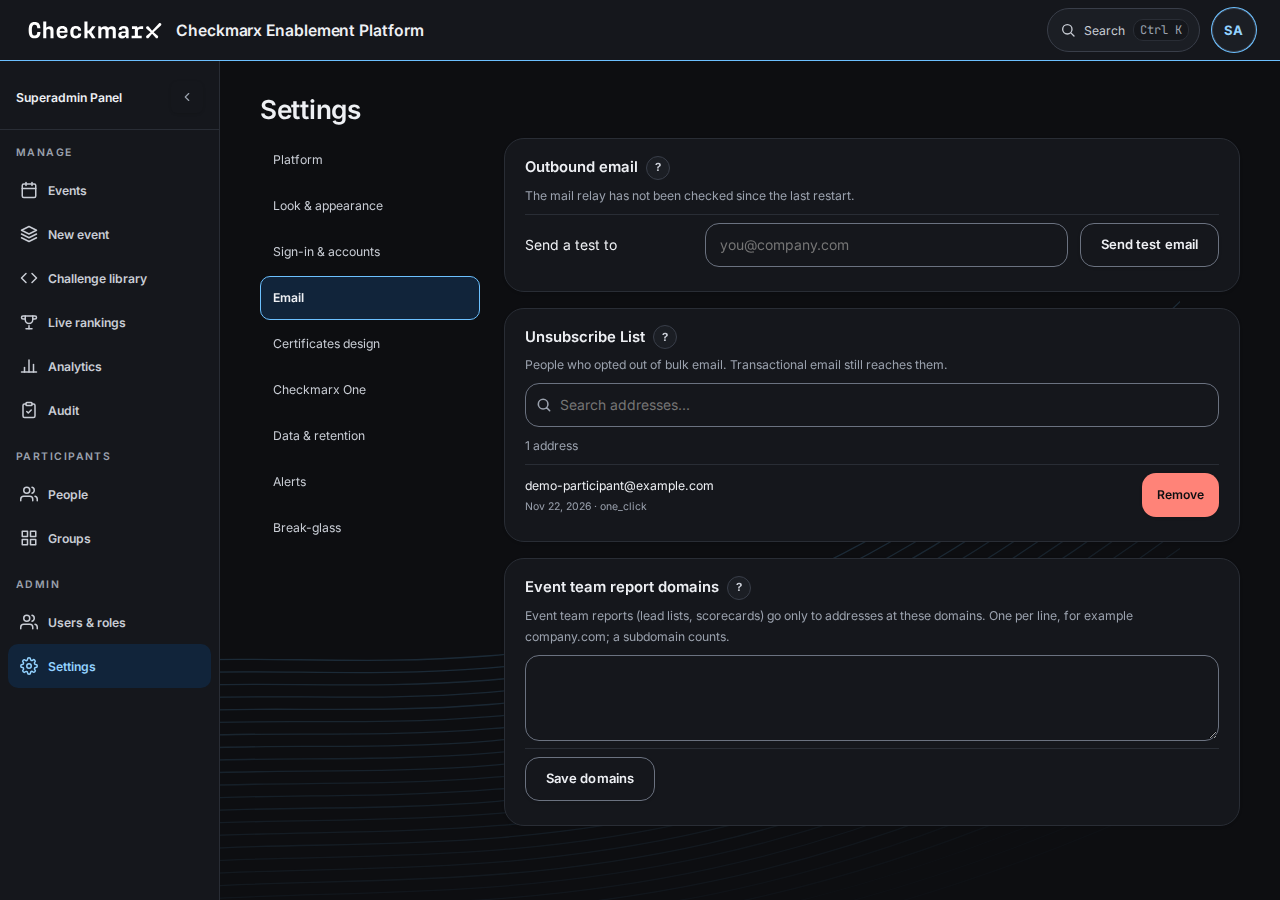 Checkmarx Checkmarx Enablement Platform
Search Ctrl K
SA
Superadmin Panel
MANAGE
Events
New event
Challenge library
Live rankings
Analytics
Audit
PARTICIPANTS
People
Groups
ADMIN
Users & roles
Settings
Settings
Platform
Look & appearance
Sign-in & accounts
Email
Certificates design
Checkmarx One
Data & retention
Alerts
Break-glass
Outbound email ?
The mail relay has not been checked since the last restart.
Send a test to you@company.com Send test email
Unsubscribe List ?
People who opted out of bulk email. Transactional email still reaches them.
Search addresses...
1 address
demo-participant@example.com
Nov 22, 2026 · one_click
Remove
Event team report domains ?
Event team reports (lead lists, scorecards) go only to addresses at these domains. One per line, for example
company.com; a subdomain counts.
Save domains